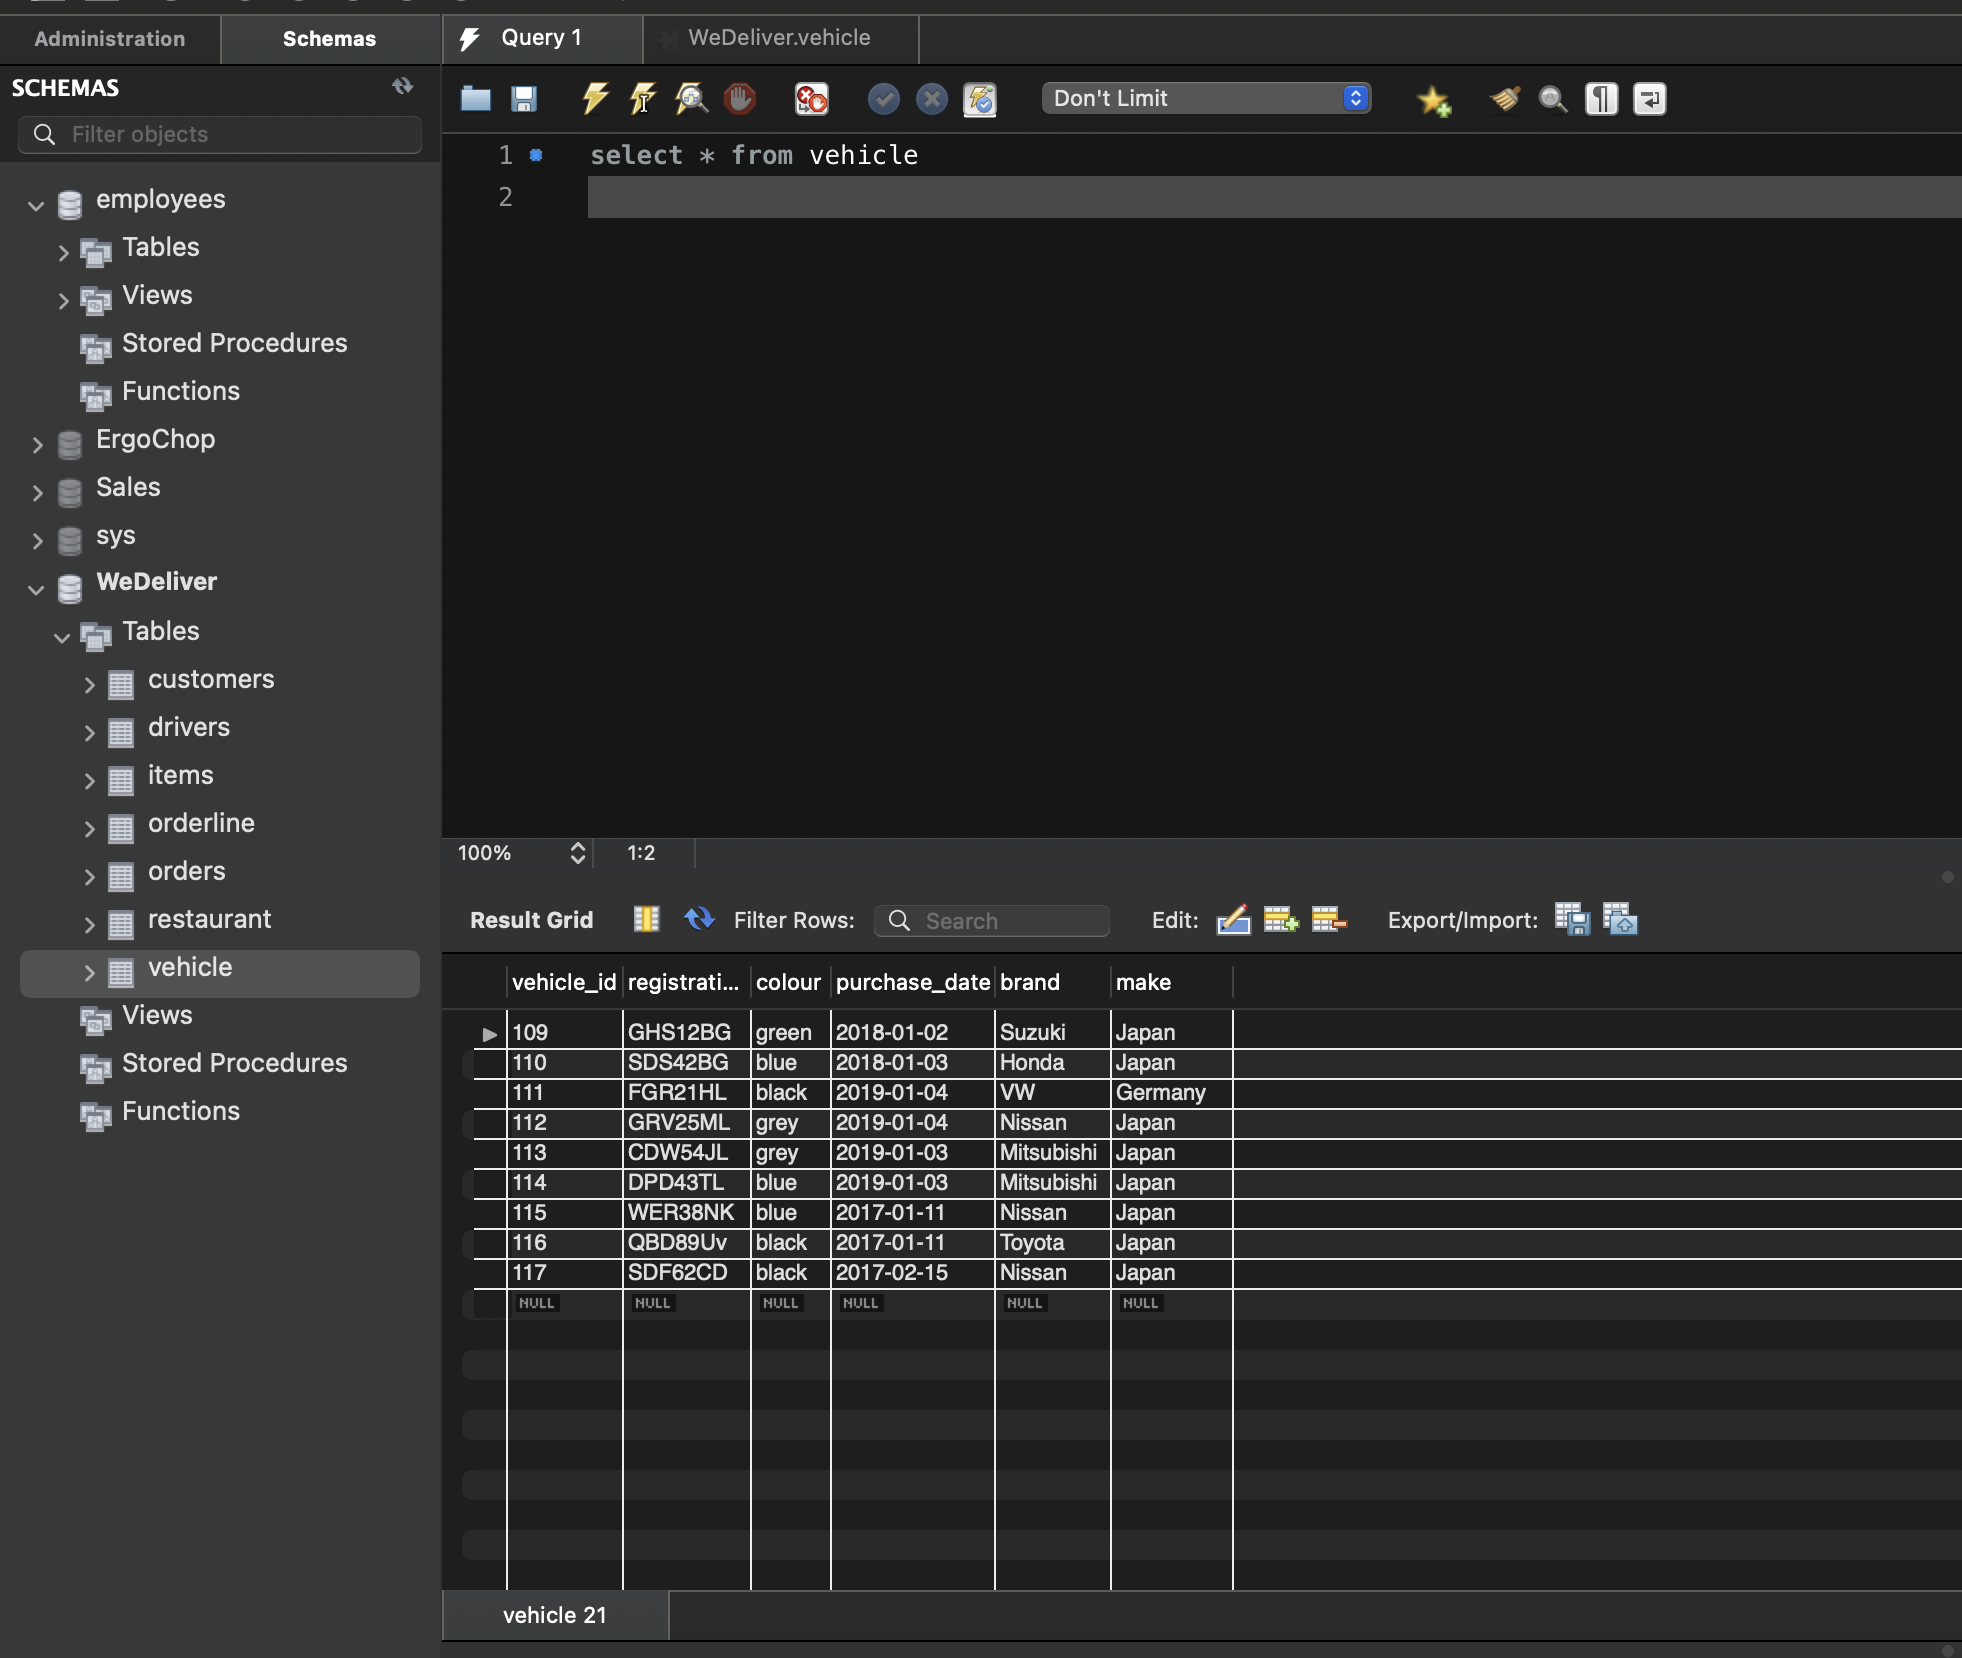 Administration
Schemas
Query 1
WeDeliver.vehicle
SCHEMAS
Filter objects
employees
Tables
Views
Stored Procedures
Functions
ErgoChop
Sales
sys
WeDeliver
Tables
customers
drivers
items
orderline
orders
restaurant
vehicle
Views
Stored Procedures
Functions
Don't Limit
1 select * from vehicle
2
100% 1:2
Result Grid Filter Rows: Search Edit: Export/Import:
vehicle_id registrati... colour purchase_date brand make
109 GHS12BG green 2018-01-02 Suzuki Japan
110 SDS42BG blue 2018-01-03 Honda Japan
111 FGR21HL black 2019-01-04 VW Germany
112 GRV25ML grey 2019-01-04 Nissan Japan
113 CDW54JL grey 2019-01-03 Mitsubishi Japan
114 DPD43TL blue 2019-01-03 Mitsubishi Japan
115 WER38NK blue 2017-01-11 Nissan Japan
116 QBD89Uv black 2017-01-11 Toyota Japan
117 SDF62CD black 2017-02-15 Nissan Japan
NULL NULL NULL NULL NULL NULL
vehicle 21